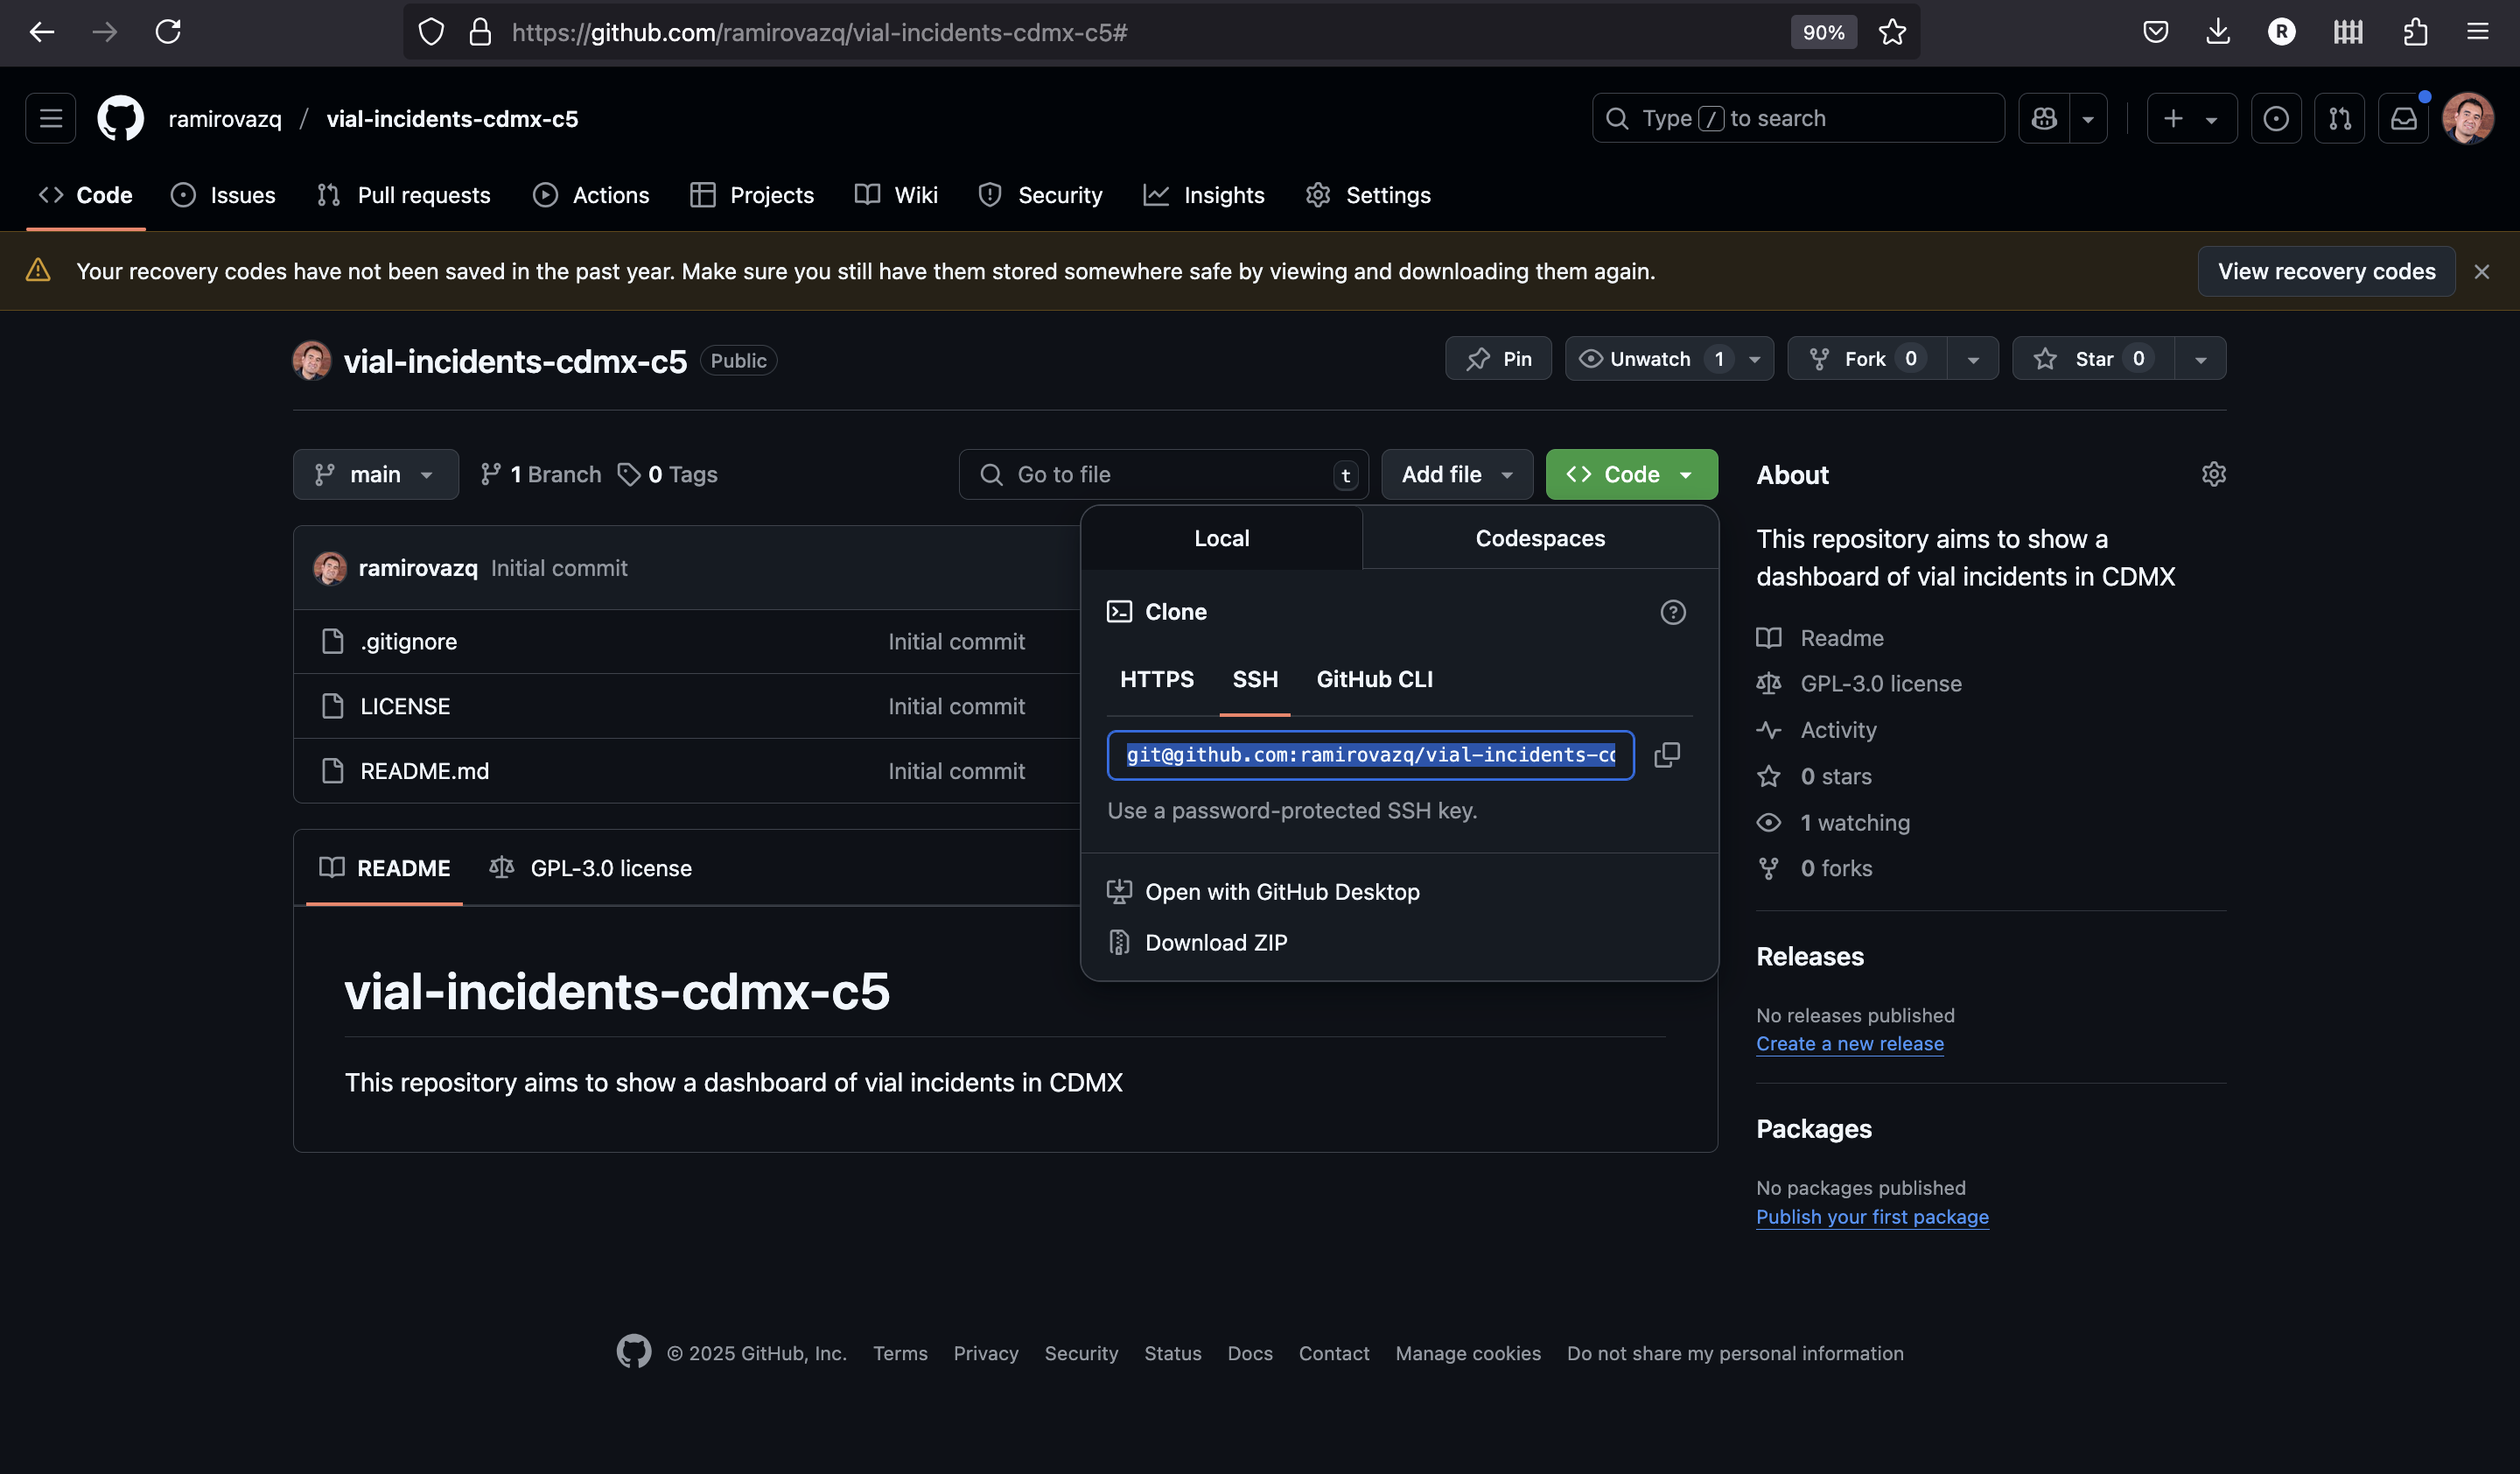 https://github.com/ramirovazq/vial-incidents-cdmx-c5#
90%
R
ramirovazq / vial-incidents-cdmx-c5
Type / to search
Code
Issues
Pull requests
Actions
Projects
Wiki
Security
Insights
Settings
Your recovery codes have not been saved in the past year. Make sure you still have them stored somewhere safe by viewing and downloading them again.
View recovery codes
vial-incidents-cdmx-c5 Public
Pin
Unwatch 1
Fork 0
Star 0
main
1 Branch
0 Tags
Go to file t
Add file
Code
Local
Codespaces
Clone
HTTPS
SSH
GitHub CLI
git@github.com:ramirovazq/vial-incidents-cd
Use a password-protected SSH key.
Open with GitHub Desktop
Download ZIP
ramirovazq Initial commit
.gitignore Initial commit
LICENSE Initial commit
README.md Initial commit
README
GPL-3.0 license
vial-incidents-cdmx-c5
This repository aims to show a dashboard of vial incidents in CDMX
About
This repository aims to show a
dashboard of vial incidents in CDMX
Readme
GPL-3.0 license
Activity
0 stars
1 watching
0 forks
Releases
No releases published
Create a new release
Packages
No packages published
Publish your first package
© 2025 GitHub, Inc.
Terms
Privacy
Security
Status
Docs
Contact
Manage cookies
Do not share my personal information